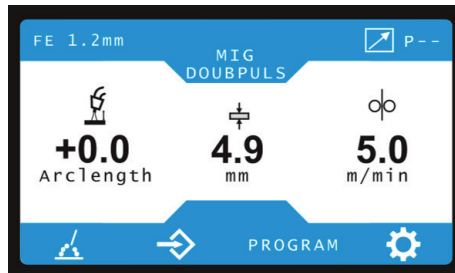 FE 1.2mm
MIG
DOUBPULS
P--
+0.0
Arclength
4.9
mm
5.0
m/min
PROGRAM